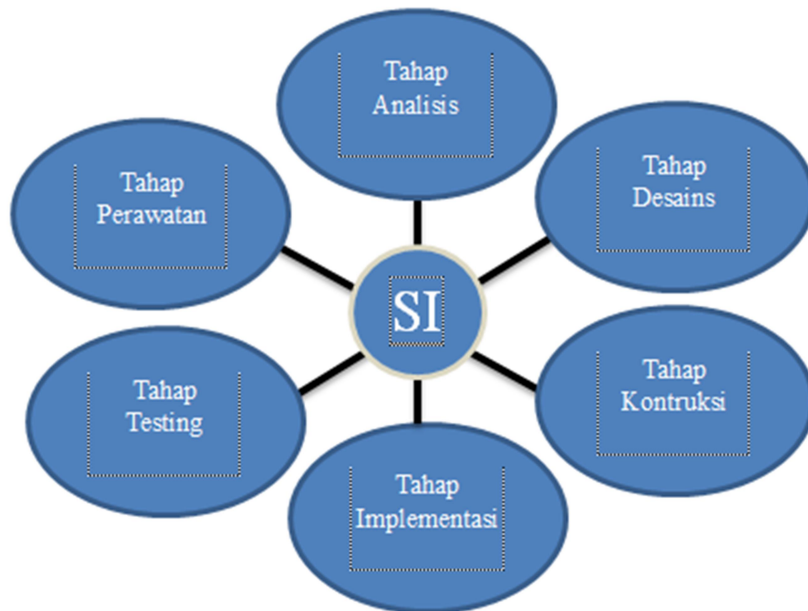 Tahap
Analisis
Tahap
Desains
Tahap
Kontruksi
Tahap
Implementasi
Tahap
Testing
Tahap
Perawatan
SI